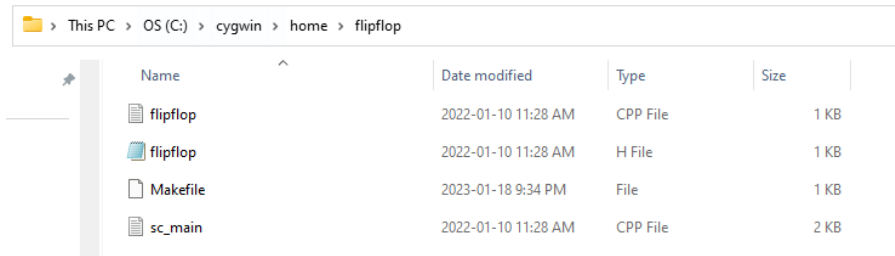 This PC > OS (C:) > cygwin > home > flipflop
Name Date modified Type Size
flipflop 2022-01-10 11:28 AM CPP File 1 KB
flipflop 2022-01-10 11:28 AM H File 1 KB
Makefile 2023-01-18 9:34 PM File 1 KB
sc_main 2022-01-10 11:28 AM CPP File 2 KB